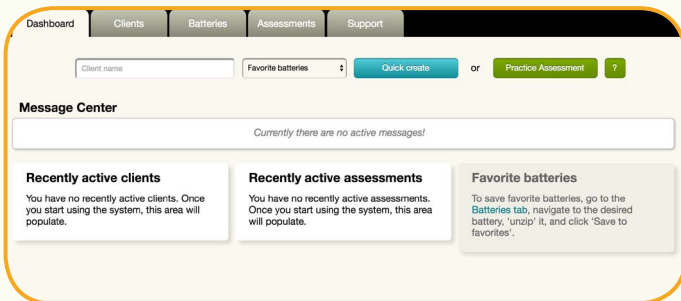 Dashboard Clients Batteries Assessments Support
Client name Favorite batteries Quick create or Practice Assessment ?
Message Center
Currently there are no active messages!
Recently active clients
You have no recently active clients. Once
you start using the system, this area will
populate.
Recently active assessments
You have no recently active assessments.
Once you start using the system, this area
will populate.
Favorite batteries
To save favorite batteries, go to the
Batteries tab, navigate to the desired
battery, 'unzip' it, and click 'Save to
favorites'.